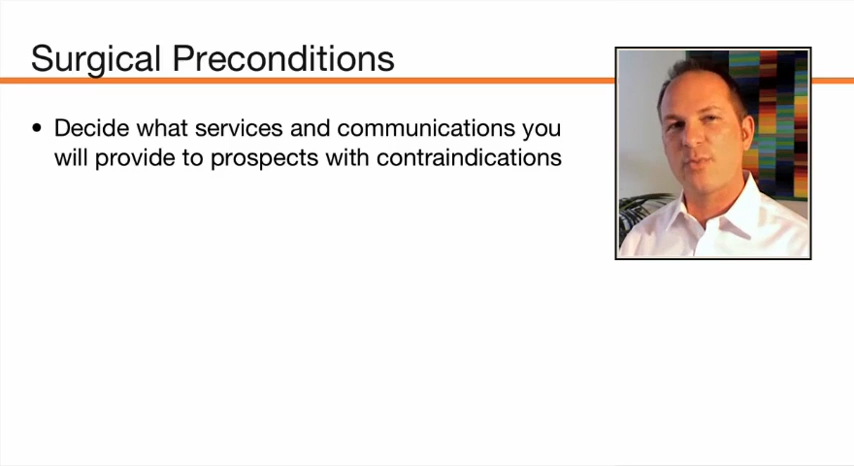 Surgical Preconditions
• Decide what services and communications you
will provide to prospects with contraindications